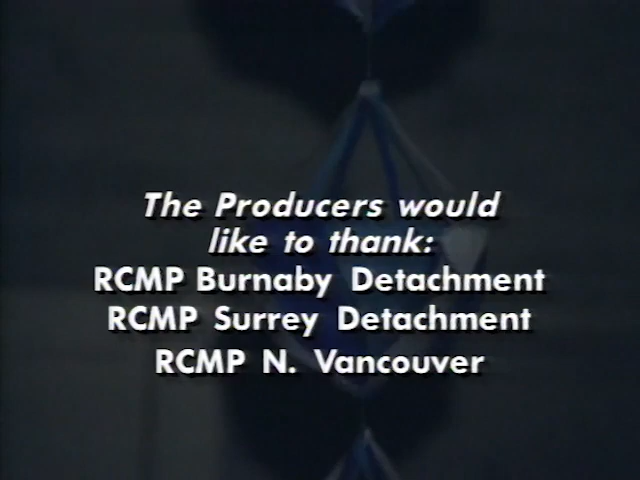 The Producers would
like to thank:
RCMP Burnaby Detachment
RCMP Surrey Detachment
RCMP N. Vancouver